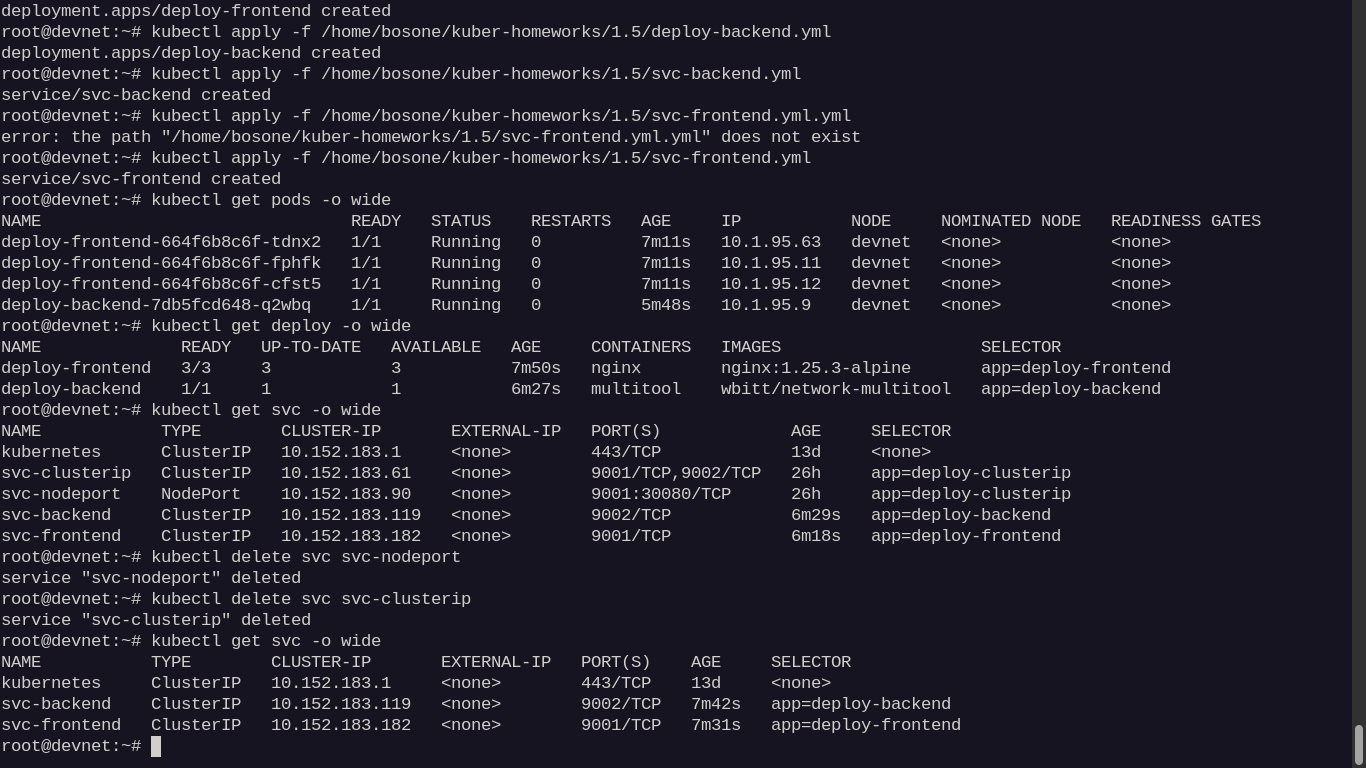 deployment.apps/deploy-frontend created
root@devnet:~# kubectl apply -f /home/bosone/kuber-homeworks/1.5/deploy-backend.yml
deployment.apps/deploy-backend created
root@devnet:~# kubectl apply -f /home/bosone/kuber-homeworks/1.5/svc-backend.yml
service/svc-backend created
root@devnet:~# kubectl apply -f /home/bosone/kuber-homeworks/1.5/svc-frontend.yml.yml
error: the path "/home/bosone/kuber-homeworks/1.5/svc-frontend.yml.yml" does not exist
root@devnet:~# kubectl apply -f /home/bosone/kuber-homeworks/1.5/svc-frontend.yml
service/svc-frontend created
root@devnet:~# kubectl get pods -o wide
NAME                               READY   STATUS    RESTARTS   AGE     IP           NODE     NOMINATED NODE   READINESS GATES
deploy-frontend-664f6b8c6f-tdnx2   1/1     Running   0          7m11s   10.1.95.63   devnet   <none>           <none>
deploy-frontend-664f6b8c6f-fphfk   1/1     Running   0          7m11s   10.1.95.11   devnet   <none>           <none>
deploy-frontend-664f6b8c6f-cfst5   1/1     Running   0          7m11s   10.1.95.12   devnet   <none>           <none>
deploy-backend-7db5fcd648-q2wbq    1/1     Running   0          5m48s   10.1.95.9    devnet   <none>           <none>
root@devnet:~# kubectl get deploy -o wide
NAME              READY   UP-TO-DATE   AVAILABLE   AGE     CONTAINERS   IMAGES                    SELECTOR
deploy-frontend   3/3     3            3           7m50s   nginx        nginx:1.25.3-alpine       app=deploy-frontend
deploy-backend    1/1     1            1           6m27s   multitool    wbitt/network-multitool   app=deploy-backend
root@devnet:~# kubectl get svc -o wide
NAME            TYPE        CLUSTER-IP       EXTERNAL-IP   PORT(S)             AGE     SELECTOR
kubernetes      ClusterIP   10.152.183.1     <none>        443/TCP             13d     <none>
svc-clusterip   ClusterIP   10.152.183.61    <none>        9001/TCP,9002/TCP   26h     app=deploy-clusterip
svc-nodeport    NodePort    10.152.183.90    <none>        9001:30080/TCP      26h     app=deploy-clusterip
svc-backend     ClusterIP   10.152.183.119   <none>        9002/TCP            6m29s   app=deploy-backend
svc-frontend    ClusterIP   10.152.183.182   <none>        9001/TCP            6m18s   app=deploy-frontend
root@devnet:~# kubectl delete svc svc-nodeport
service "svc-nodeport" deleted
root@devnet:~# kubectl delete svc svc-clusterip
service "svc-clusterip" deleted
root@devnet:~# kubectl get svc -o wide
NAME           TYPE        CLUSTER-IP       EXTERNAL-IP   PORT(S)    AGE     SELECTOR
kubernetes     ClusterIP   10.152.183.1     <none>        443/TCP    13d     <none>
svc-backend    ClusterIP   10.152.183.119   <none>        9002/TCP   7m42s   app=deploy-backend
svc-frontend   ClusterIP   10.152.183.182   <none>        9001/TCP   7m31s   app=deploy-frontend
root@devnet:~#